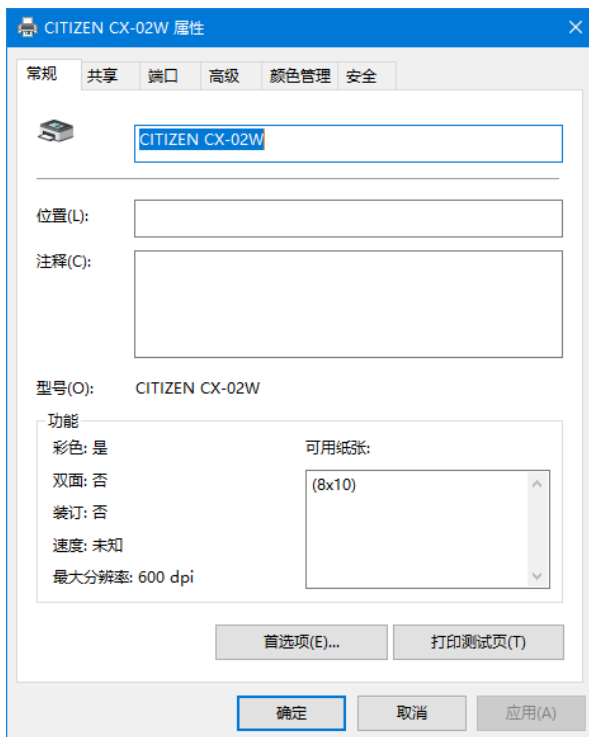 CITIZEN CX-02W 属性
常规 共享 端口 高级 颜色管理 安全
CITIZEN CX-02W
位置(L):
注释(C):
型号(O): CITIZEN CX-02W
功能
彩色: 是
可用纸张:
双面: 否
(8x10)
装订: 否
速度: 未知
最大分辨率: 600 dpi
首选项(E)... 打印测试页(T)
确定 取消 应用(A)